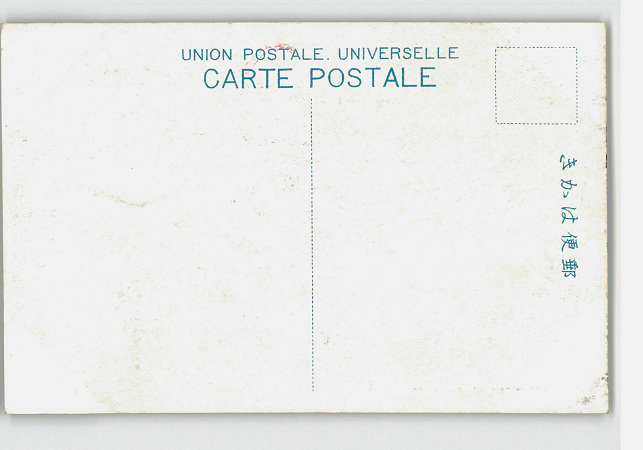 UNION POSTALE. UNIVERSELLE
CARTE POSTALE
郵便はかき